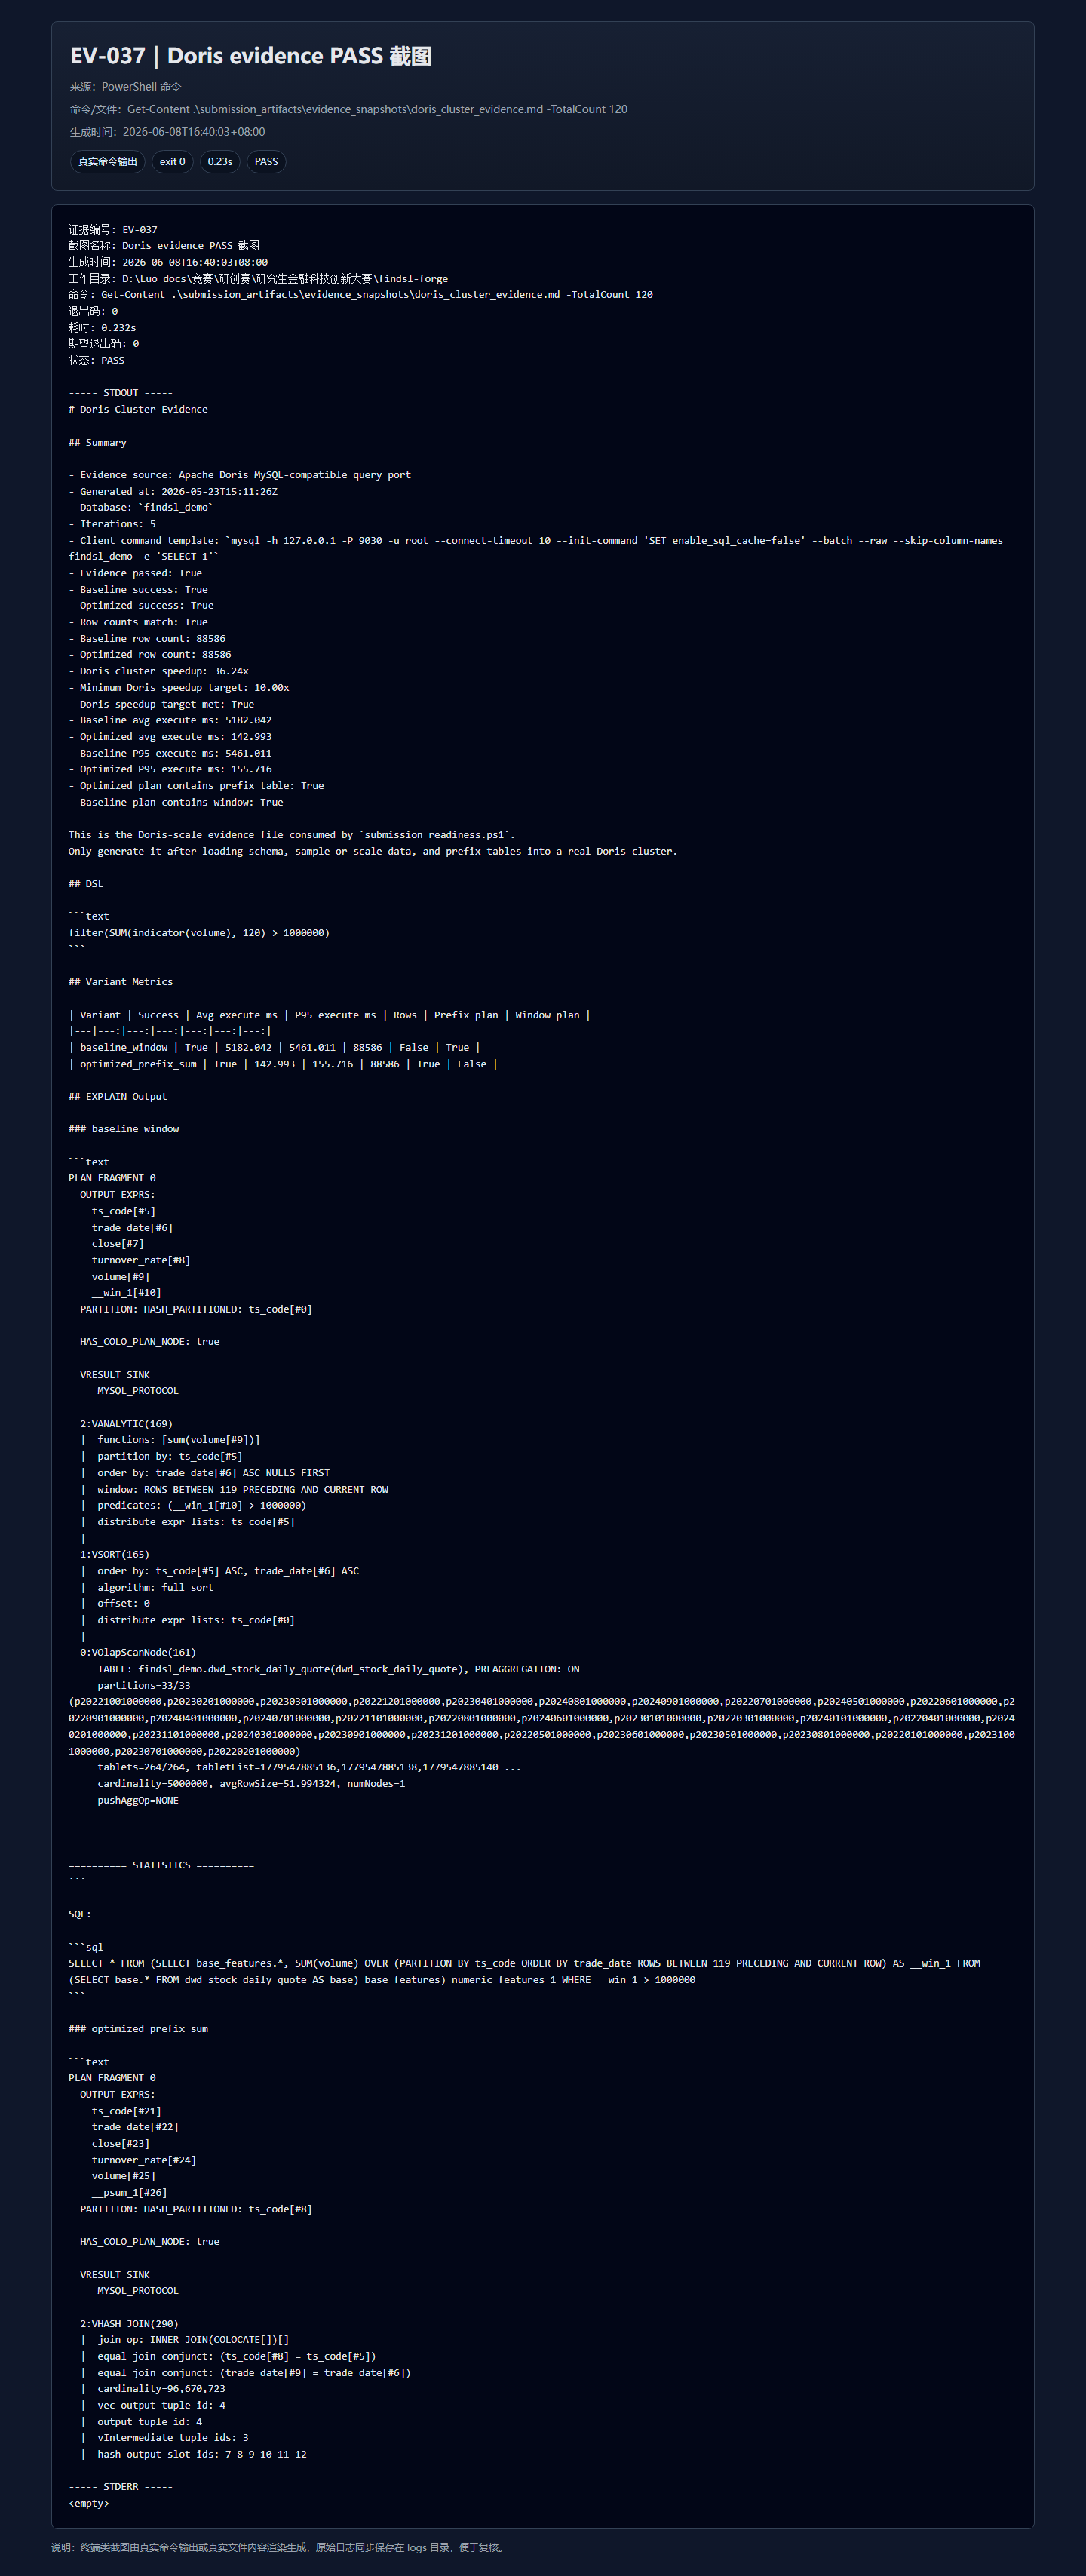 EV-037 | Doris evidence PASS 截图
来源：PowerShell 命令
命令/文件：Get-Content .\submission_artifacts\evidence_snapshots\doris_cluster_evidence.md -TotalCount 120
生成时间：2026-06-08T16:40:03+08:00
真实命令输出 exit 0 0.23s PASS
证据编号: EV-037
截图名称: Doris evidence PASS 截图
生成时间: 2026-06-08T16:40:03+08:00
工作目录: D:\Luo_docs\竞赛\研创赛\研究生金融科技创新大赛\findsl-forge
命令: Get-Content .\submission_artifacts\evidence_snapshots\doris_cluster_evidence.md -TotalCount 120
退出码: 0
耗时: 0.232s
期望退出码: 0
状态: PASS
----- STDOUT -----
# Doris Cluster Evidence
## Summary
- Evidence source: Apache Doris MySQL-compatible query port
- Generated at: 2026-05-23T15:11:26Z
- Database: `findsl_demo`
- Iterations: 5
- Client command template: `mysql -h 127.0.0.1 -P 9030 -u root --connect-timeout 10 --init-command 'SET enable_sql_cache=false' --batch --raw --skip-column-names
findsl_demo -e 'SELECT 1'`
- Evidence passed: True
- Baseline success: True
- Optimized success: True
- Row counts match: True
- Baseline row count: 88586
- Optimized row count: 88586
- Doris cluster speedup: 36.24x
- Minimum Doris speedup target: 10.00x
- Doris speedup target met: True
- Baseline avg execute ms: 5182.042
- Optimized avg execute ms: 142.993
- Baseline P95 execute ms: 5461.011
- Optimized P95 execute ms: 155.716
- Optimized plan contains prefix table: True
- Baseline plan contains window: True
This is the Doris-scale evidence file consumed by `submission_readiness.ps1`.
Only generate it after loading schema, sample or scale data, and prefix tables into a real Doris cluster.
## DSL
```text
filter(SUM(indicator(volume), 120) > 1000000)
```
## Variant Metrics
| Variant | Success | Avg execute ms | P95 execute ms | Rows | Prefix plan | Window plan |
|---|---:|---:|---:|---:|---:|---:|
| baseline_window | True | 5182.042 | 5461.011 | 88586 | False | True |
| optimized_prefix_sum | True | 142.993 | 155.716 | 88586 | True | False |
## EXPLAIN Output
### baseline_window
```text
PLAN FRAGMENT 0
OUTPUT EXPRS:
ts_code[#5]
trade_date[#6]
close[#7]
turnover_rate[#8]
volume[#9]
__win_1[#10]
PARTITION: HASH_PARTITIONED: ts_code[#0]
HAS_COLO_PLAN_NODE: true
VRESULT SINK
MYSQL_PROTOCOL
2:VANALYTIC(169)
| functions: [sum(volume[#9])]
| partition by: ts_code[#5]
| order by: trade_date[#6] ASC NULLS FIRST
| window: ROWS BETWEEN 119 PRECEDING AND CURRENT ROW
| predicates: (__win_1[#10] > 1000000)
| distribute expr lists: ts_code[#5]
|
1:VSORT(165)
| order by: ts_code[#5] ASC, trade_date[#6] ASC
| algorithm: full sort
| offset: 0
| distribute expr lists: ts_code[#0]
|
0:VOlapScanNode(161)
TABLE: findsl_demo.dwd_stock_daily_quote(dwd_stock_daily_quote), PREAGGREGATION: ON
partitions=33/33
(p20221001000000,p20230201000000,p20230301000000,p20221201000000,p20230401000000,p20240801000000,p20240901000000,p20220701000000,p20240501000000,p20220601000000,p2
0220901000000,p20240401000000,p20240701000000,p20221101000000,p20220801000000,p20240601000000,p20230101000000,p20220301000000,p20240101000000,p20220401000000,p2024
0201000000,p20231101000000,p20240301000000,p20230901000000,p20231201000000,p20220501000000,p20230601000000,p20230501000000,p20230801000000,p20220101000000,p2023100
1000000,p20230701000000,p20220201000000)
tablets=264/264, tabletList=1779547885136,1779547885138,1779547885140 ...
cardinality=5000000, avgRowSize=51.994324, numNodes=1
pushAggOp=NONE
========== STATISTICS ==========
```
SQL:
```sql
SELECT * FROM (SELECT base_features.*, SUM(volume) OVER (PARTITION BY ts_code ORDER BY trade_date ROWS BETWEEN 119 PRECEDING AND CURRENT ROW) AS __win_1 FROM
(SELECT base.* FROM dwd_stock_daily_quote AS base) base_features) numeric_features_1 WHERE __win_1 > 1000000
```
### optimized_prefix_sum
```text
PLAN FRAGMENT 0
OUTPUT EXPRS:
ts_code[#21]
trade_date[#22]
close[#23]
turnover_rate[#24]
volume[#25]
__psum_1[#26]
PARTITION: HASH_PARTITIONED: ts_code[#8]
HAS_COLO_PLAN_NODE: true
VRESULT SINK
MYSQL_PROTOCOL
2:VHASH JOIN(290)
| join op: INNER JOIN(COLOCATE[])[]
| equal join conjunct: (ts_code[#8] = ts_code[#5])
| equal join conjunct: (trade_date[#9] = trade_date[#6])
| cardinality=96,670,723
| vec output tuple id: 4
| output tuple id: 4
| vIntermediate tuple ids: 3
| hash output slot ids: 7 8 9 10 11 12
----- STDERR -----
<empty>
说明：终端类截图由真实命令输出或真实文件内容渲染生成，原始日志同步保存在 logs 目录，便于复核。